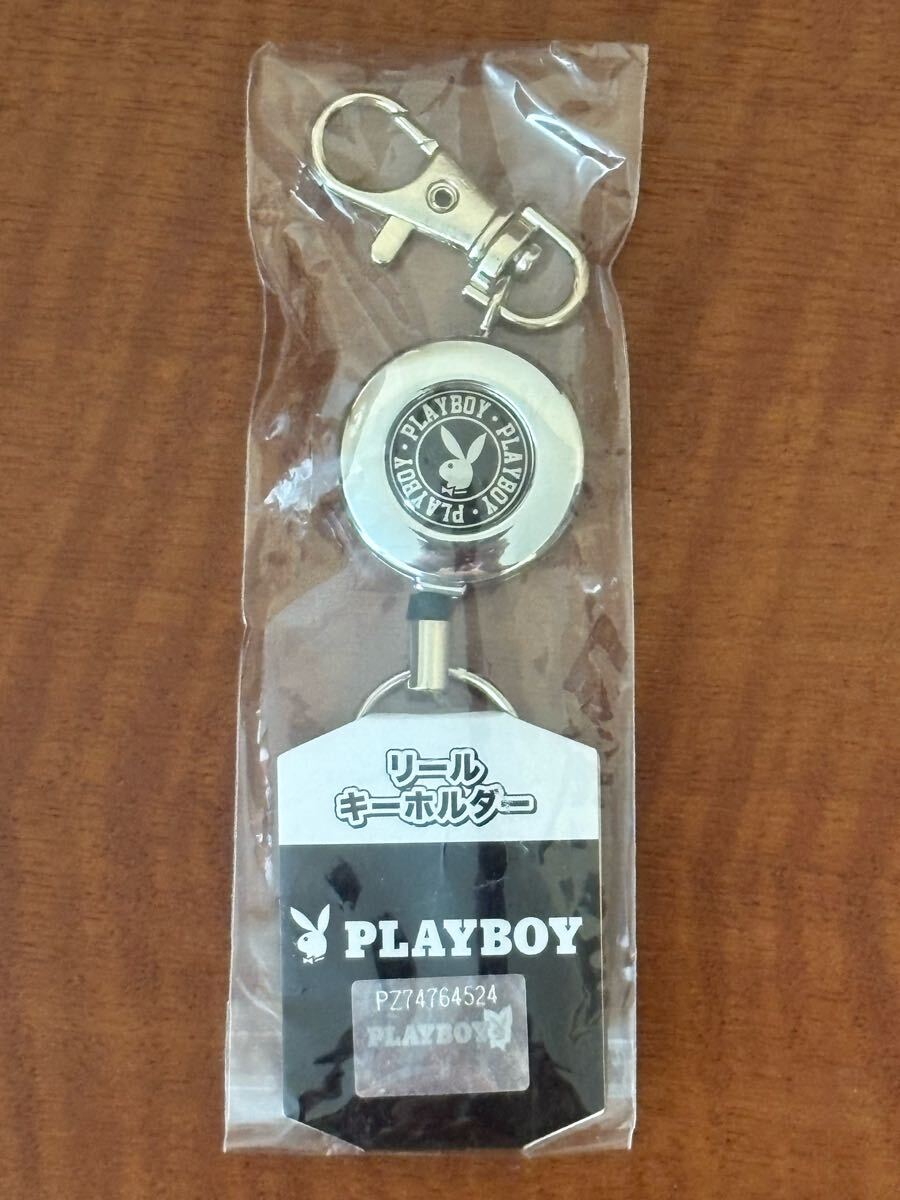 PLAYBOY · PLAYBOY · PLAYBOY ·
リール
キーホルダー
PLAYBOY
PZ74764524
PLAYBOY